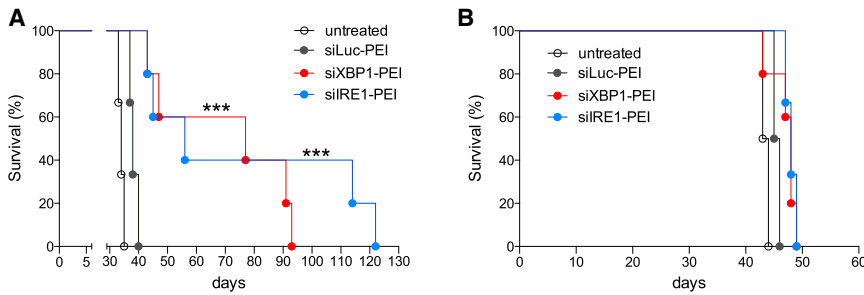 A
Survival (%)
100
80
60
40
20
0
0 5 30 40 50 60 70 80 90 100 110 120 130
days
untreated
siLuc-PEI
siXBP1-PEI
siIRE1-PEI
***
***
B
Survival (%)
100
80
60
40
20
0
0 10 20 30 40 50 60
days
untreated
siLuc-PEI
siXBP1-PEI
siIRE1-PEI